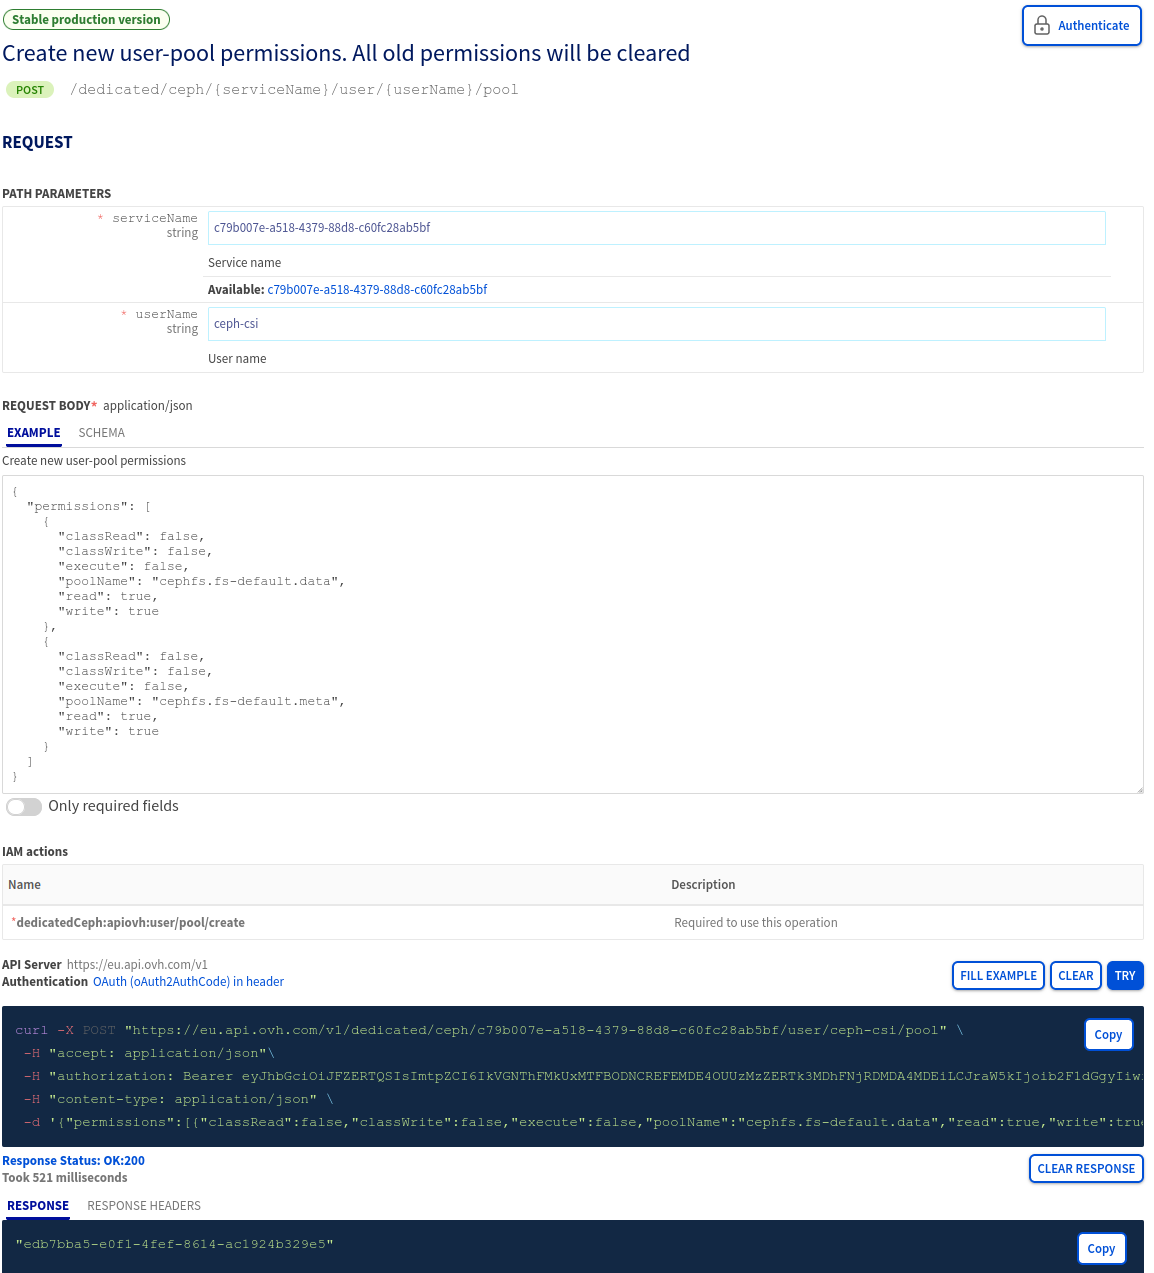 Stable production version
Authenticate
Create new user-pool permissions. All old permissions will be cleared
POST /dedicated/ceph/{serviceName}/user/{userName}/pool
REQUEST
PATH PARAMETERS
* serviceName
string
c79b007e-a518-4379-88d8-c60fc28ab5bf
Service name
Available: c79b007e-a518-4379-88d8-c60fc28ab5bf
* userName
string
ceph-csi
User name
REQUEST BODY* application/json
EXAMPLE SCHEMA
Create new user-pool permissions
{
  "permissions": [
    {
      "classRead": false,
      "classWrite": false,
      "execute": false,
      "poolName": "cephfs.fs-default.data",
      "read": true,
      "write": true
    },
    {
      "classRead": false,
      "classWrite": false,
      "execute": false,
      "poolName": "cephfs.fs-default.meta",
      "read": true,
      "write": true
    }
  ]
}
Only required fields
IAM actions
Name Description
*dedicatedCeph:apiovh:user/pool/create Required to use this operation
API Server https://eu.api.ovh.com/v1
Authentication OAuth (oAuth2AuthCode) in header
FILL EXAMPLE CLEAR TRY
curl -X POST "https://eu.api.ovh.com/v1/dedicated/ceph/c79b007e-a518-4379-88d8-c60fc28ab5bf/user/ceph-csi/pool" \
Copy
-H "accept: application/json"\
-H "authorization: Bearer eyJhbGciOiJFZERTQSIsImtpZCI6IkVGNThFMkUxMTFBODNCREFEMDE4OUUzMzZERTk3MDhFNjRDMDA4MDEiLCJraW5kIjoib2F1dGgyIiw
-H "content-type: application/json" \
-d '{"permissions":[{"classRead":false,"classWrite":false,"execute":false,"poolName":"cephfs.fs-default.data","read":true,"write":true
Response Status: OK:200
Took 521 milliseconds
CLEAR RESPONSE
RESPONSE RESPONSE HEADERS
"edb7bba5-e0f1-4fef-8614-ac1924b329e5"
Copy